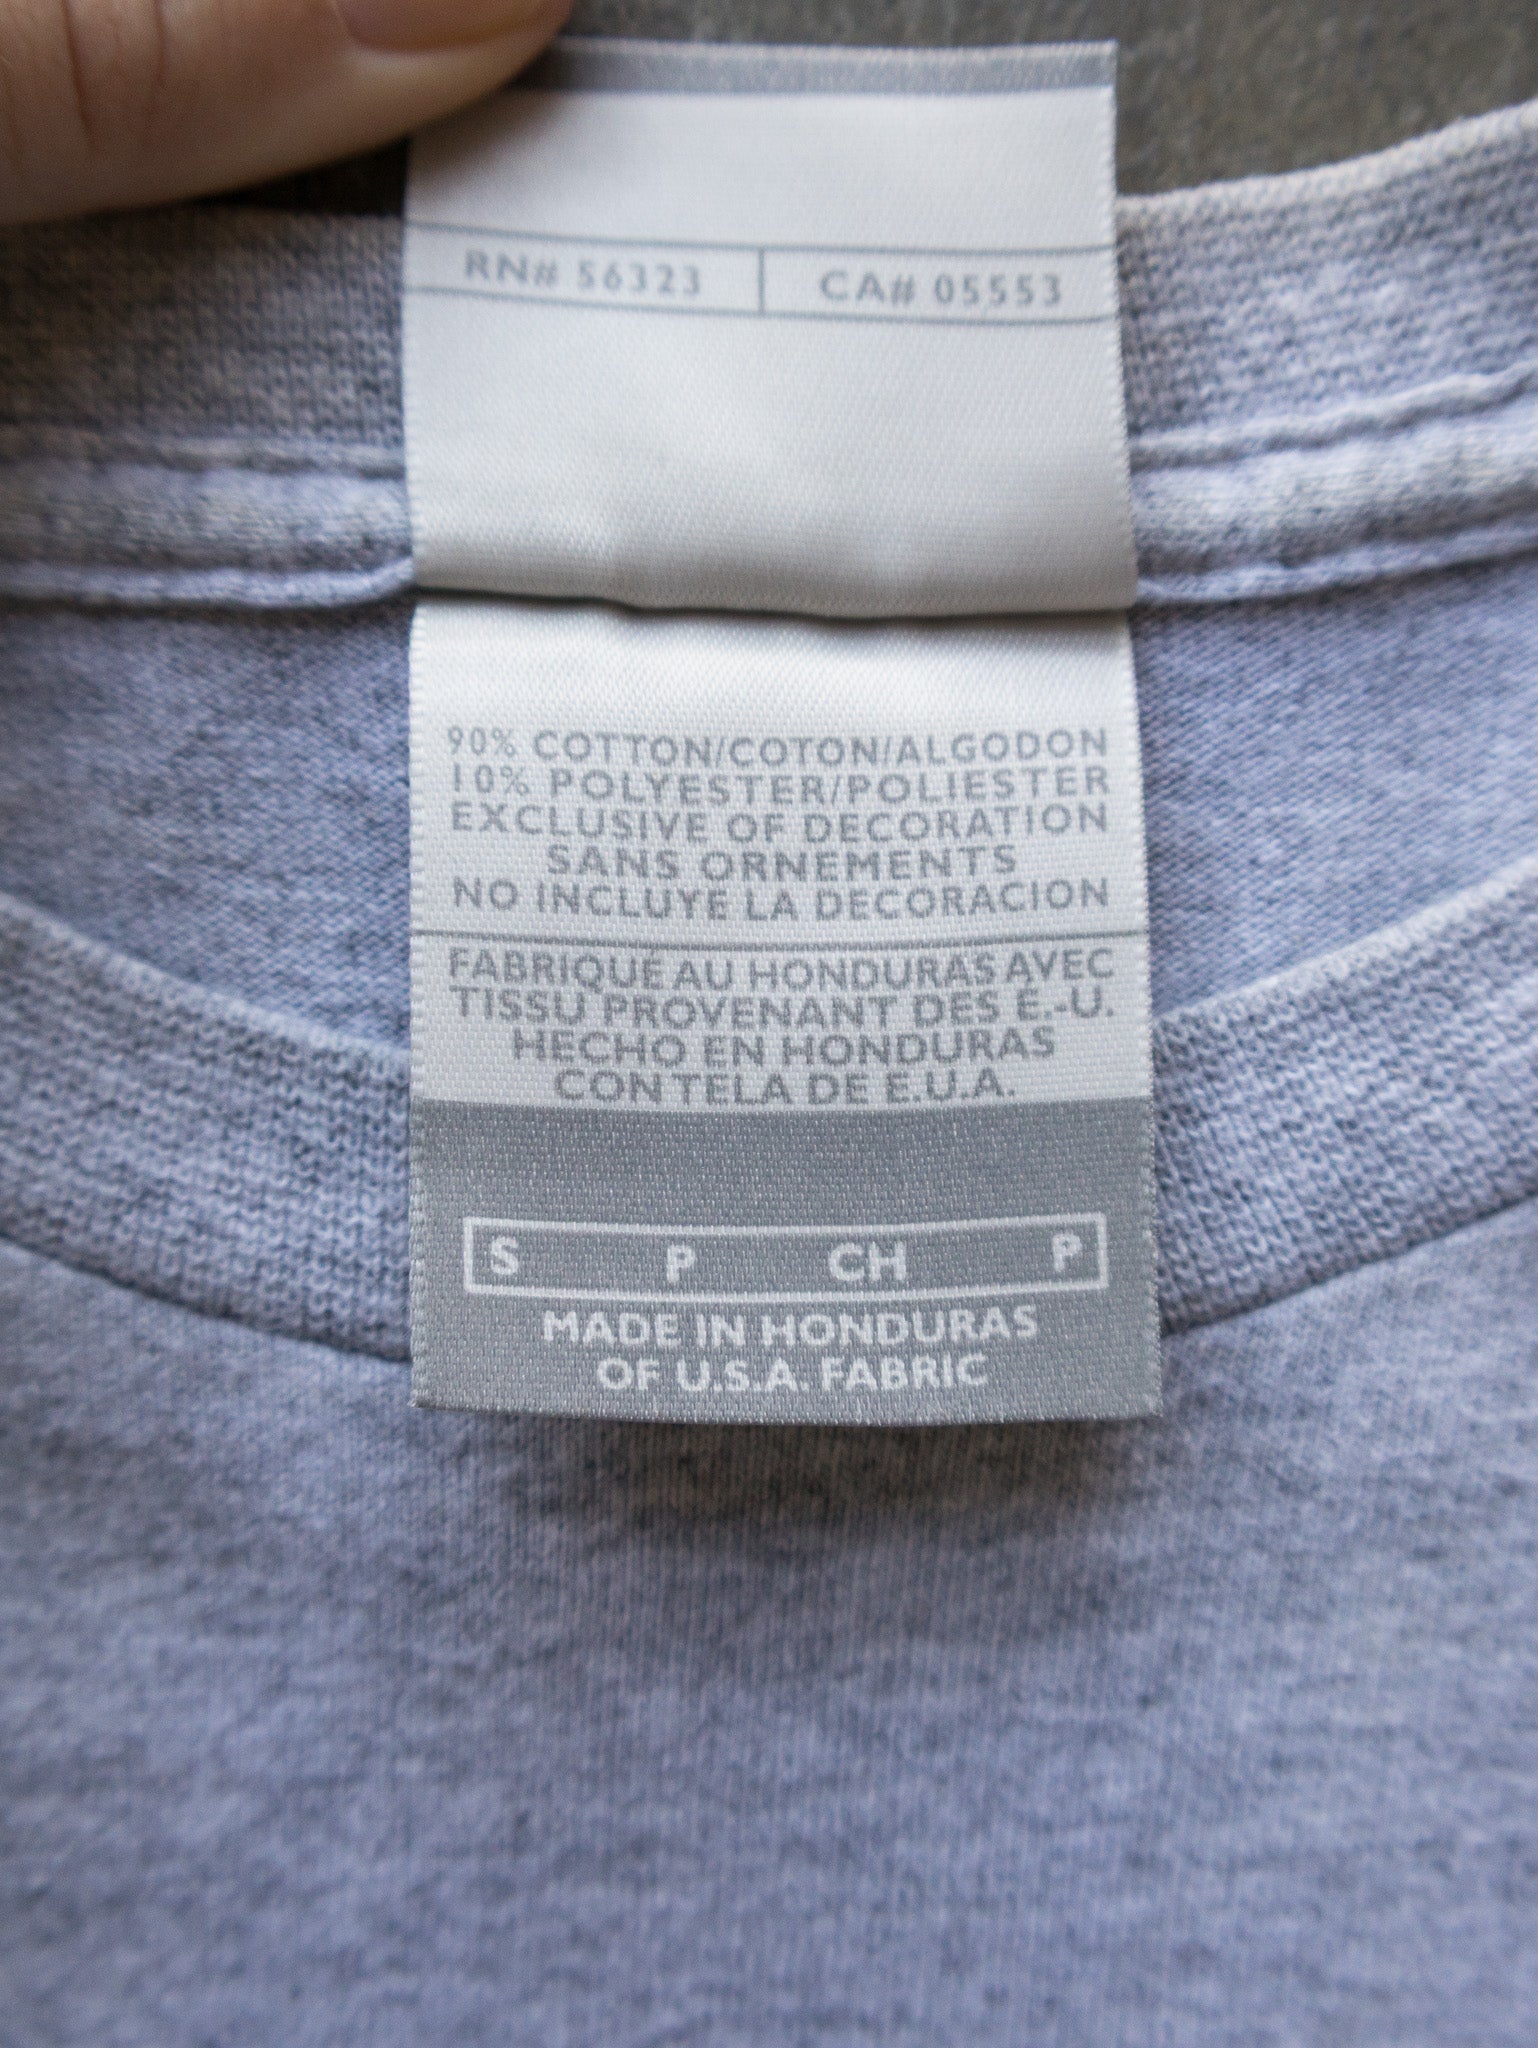 RN# 56323 CA# 05553
90% COTTON/COTON/ALGODON
10% POLYESTER/POLIESTER
EXCLUSIVE OF DECORATION
SANS ORNEMENTS
NO INCLUYE LA DECORACION
FABRIQUE AU HONDURAS AVEC
TISSU PROVENANT DES É.-U.
HECHO EN HONDURAS
CON TELA DE E.U.A.
S P CH P
MADE IN HONDURAS
OF U.S.A. FABRIC